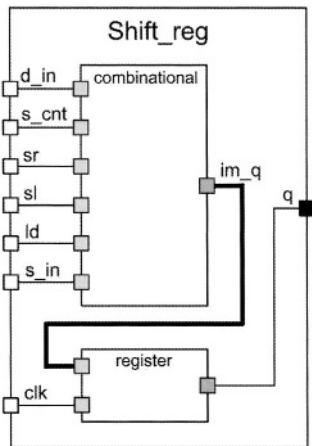 Shift_reg
combinational
d_in
s_cnt
sr
sl
ld
s_in
im_q
q
register
clk